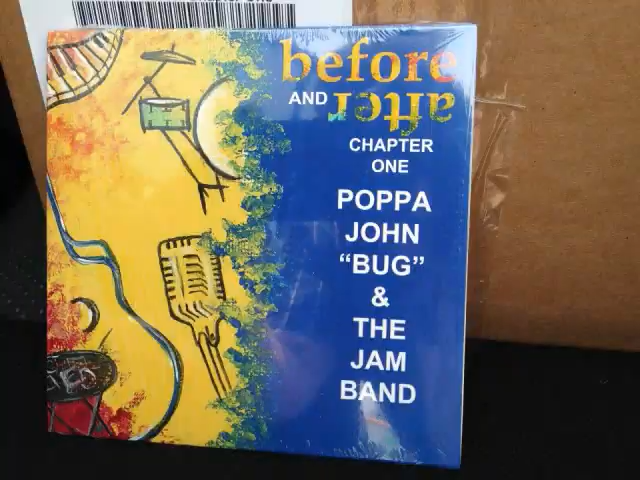 before
AND after
CHAPTER
ONE
POPPA
JOHN
“BUG”
&
THE
JAM
BAND